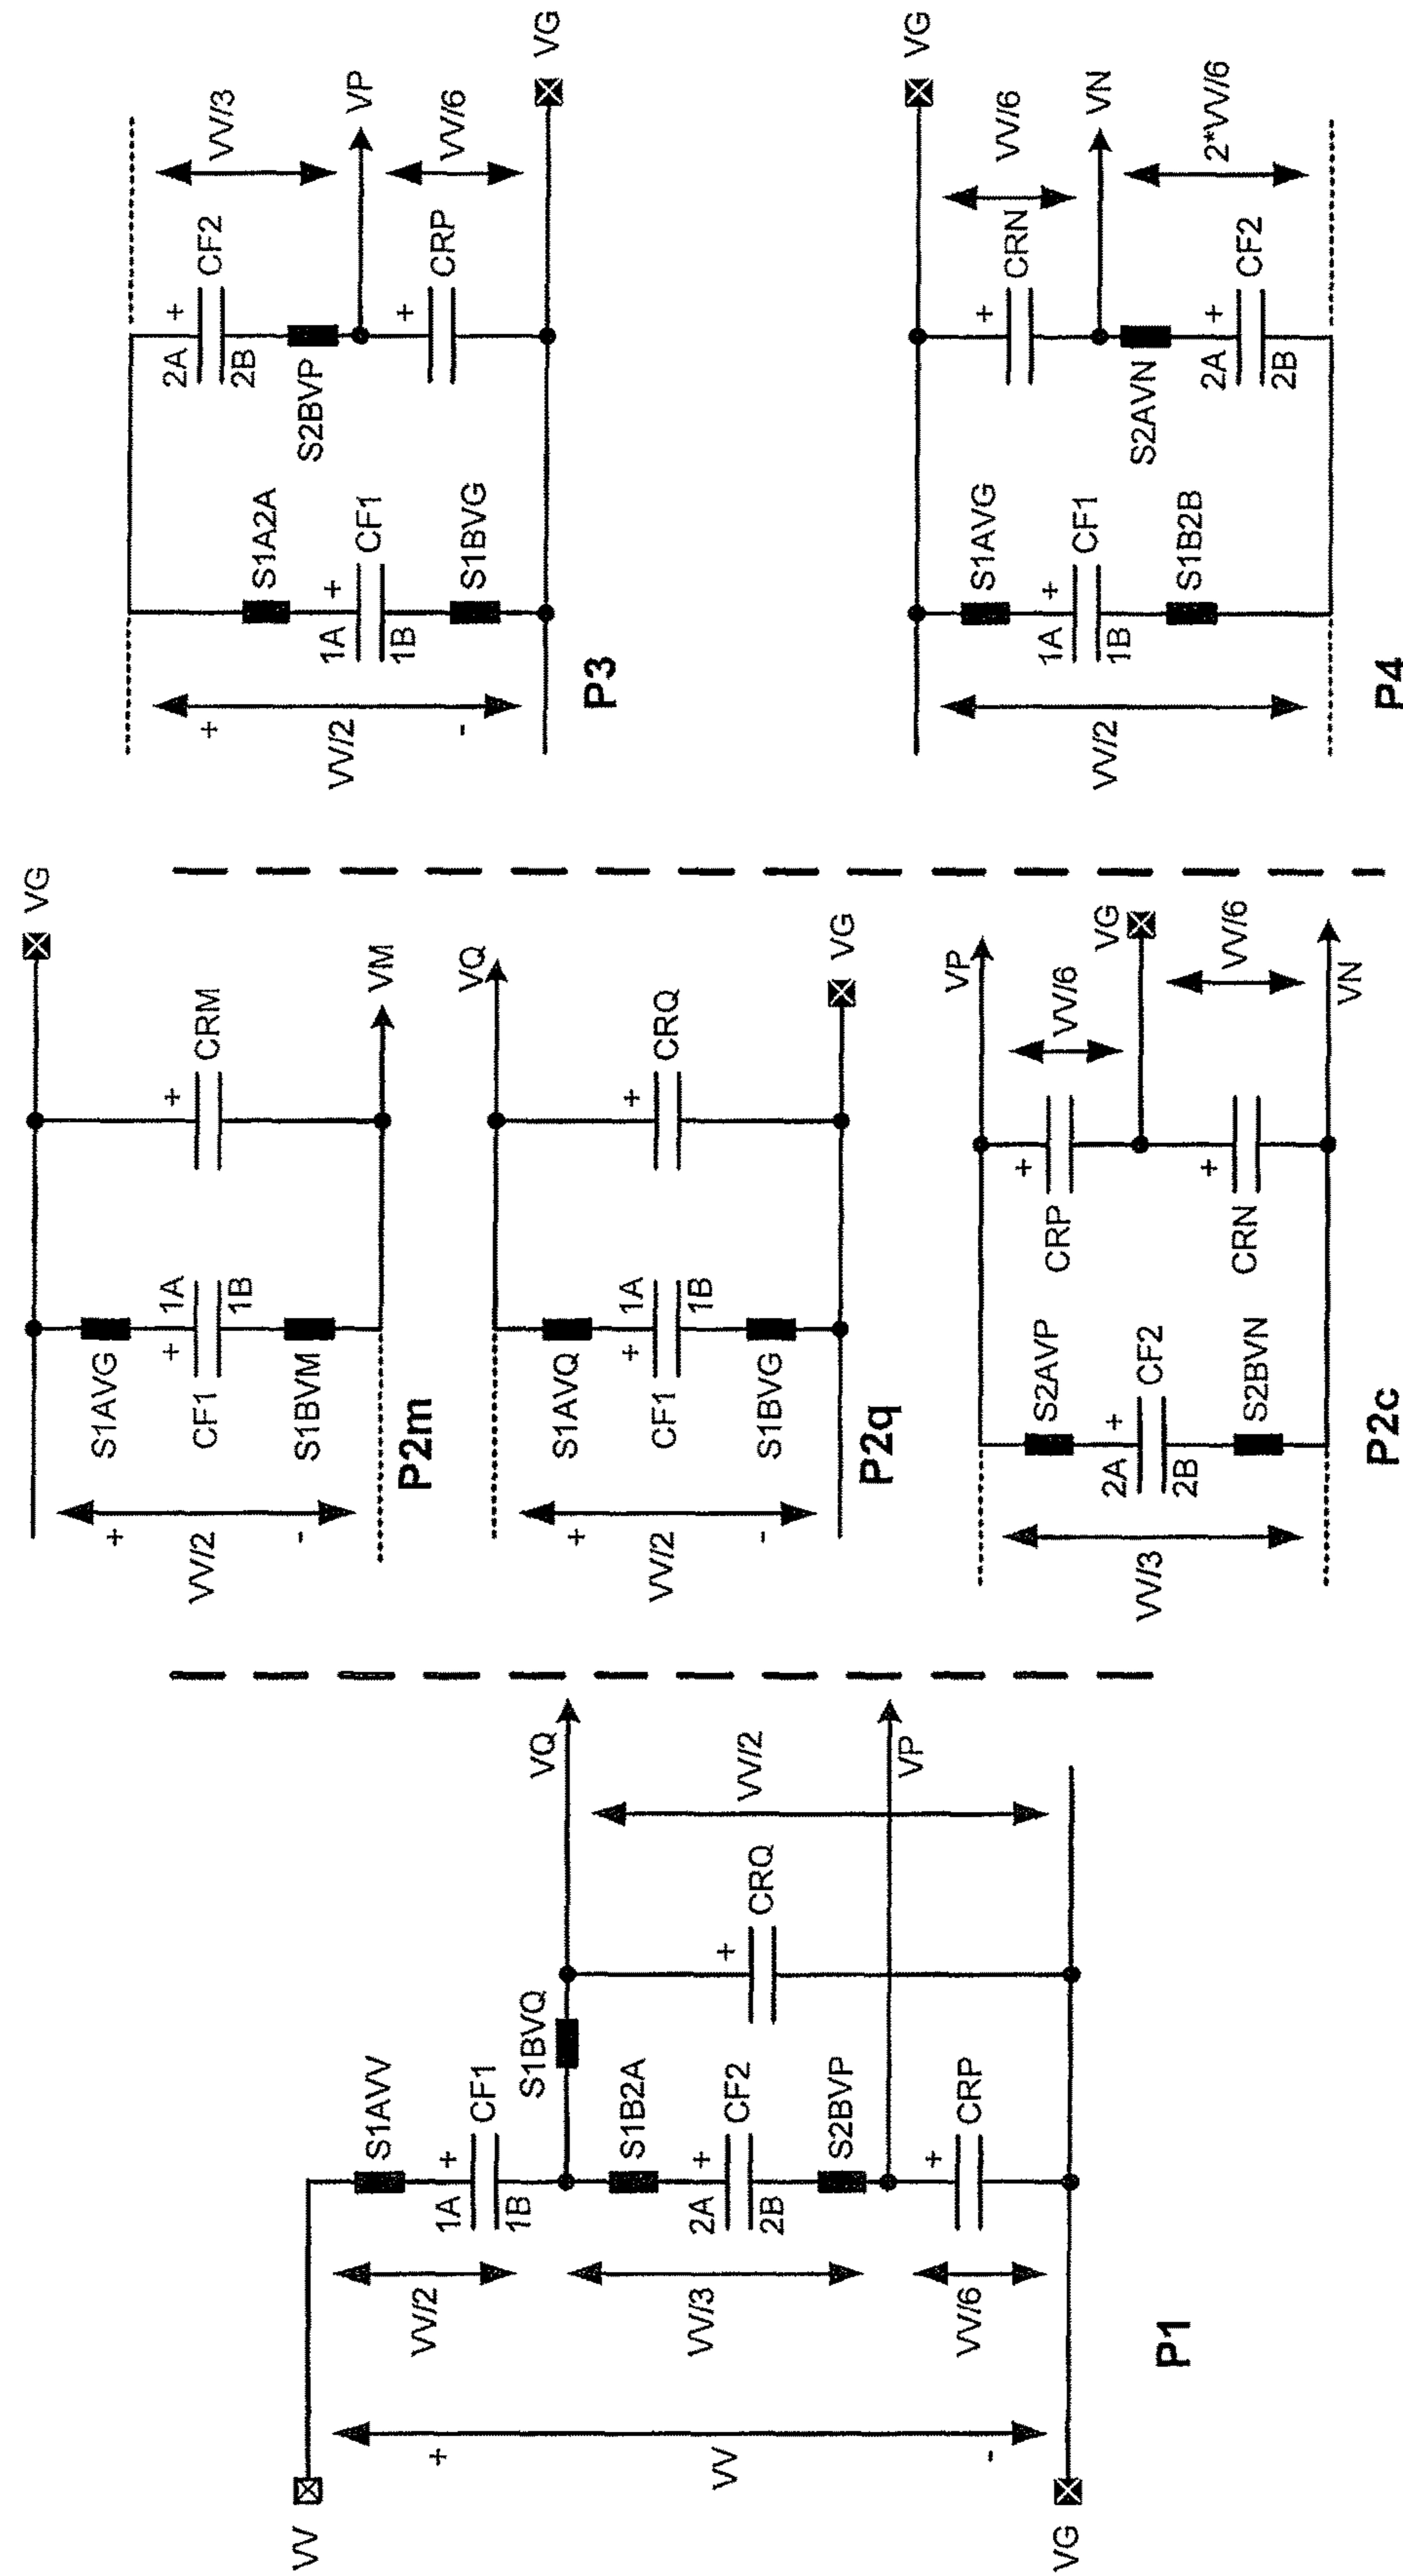 VV
VG
+
VV
-
VV/2
VV/3
VV/6
S1AVV
1A
+
CF1
1B
S1BVQ
S1B2A
2A
+
CF2
2B
S2BVP
+
CRP
+
CRQ
VQ
VV/2
VP
P1
+
VV/2
-
S1AVG
+
1A
CF1
1B
S1BVM
+
CRM
VG
VM
P2m
+
VV/2
-
S1AVQ
+
1A
CF1
1B
S1BVG
+
CRQ
VQ
VG
P2q
VV/3
S2AVP
2A
+
CF2
2B
S2BVN
+
CRP
+
CRN
VP
VV/6
VG
VV/6
VN
P2c
+
VV/2
-
S1A2A
+
1A
CF1
1B
S1BVG
2A
+
CF2
2B
S2BVP
+
CRP
VV/3
VP
VV/6
VG
P3
VV/2
S1AVG
+
1A
CF1
1B
S1B2B
+
CRN
S2AVN
2A
+
CF2
2B
VG
VV/6
VN
2*VV/6
P4